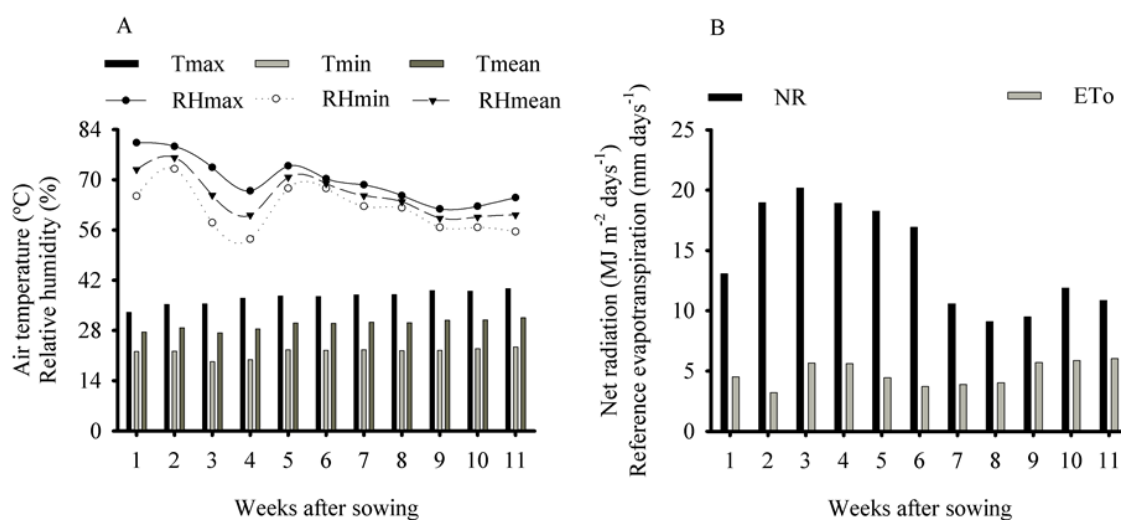 A
Tmax Tmin Tmean
RHmax RHmin RHmean
Air temperature (ºC)
Relative humidity (%)
84
70
56
42
28
14
0
1 2 3 4 5 6 7 8 9 10 11
Weeks after sowing
B
NR ETo
Net radiation (MJ m⁻² days⁻¹)
Reference evapotranspiration (mm days⁻¹)
25
20
15
10
5
0
1 2 3 4 5 6 7 8 9 10 11
Weeks after sowing